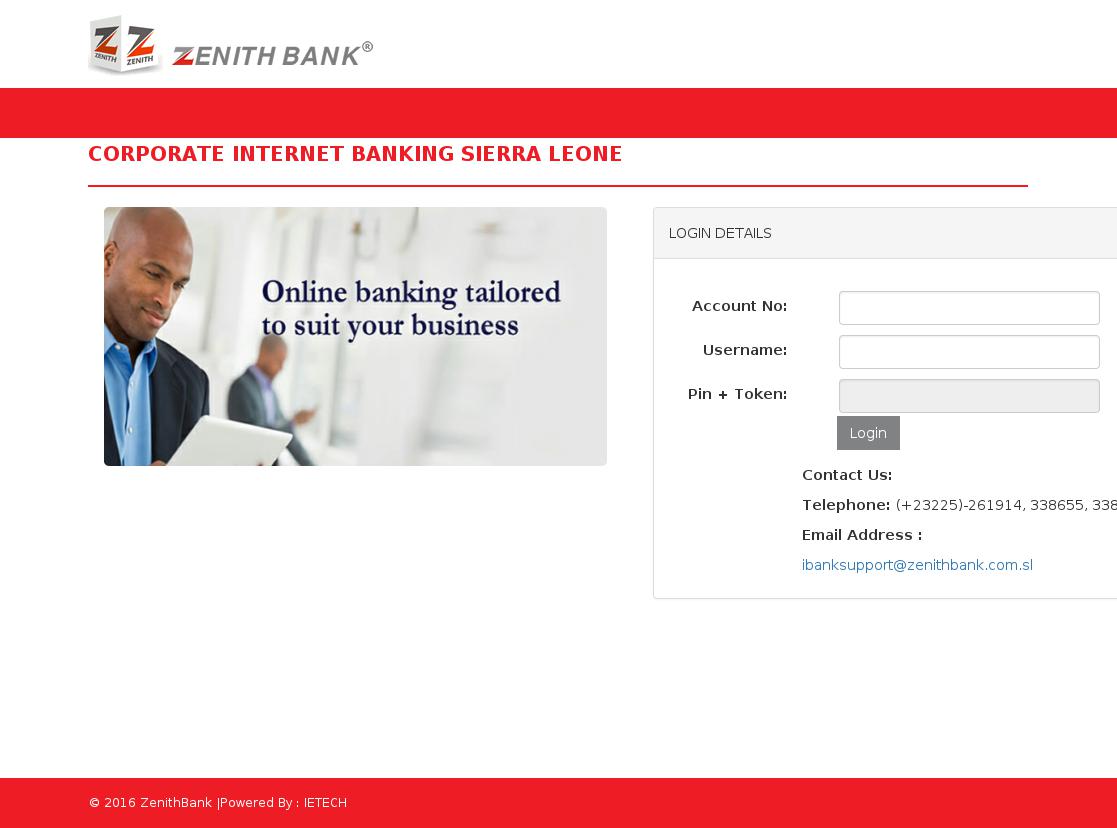 ZENITH ZENITH
ZENITH BANK®
CORPORATE INTERNET BANKING SIERRA LEONE
Online banking tailored
to suit your business
LOGIN DETAILS
Account No:
Username:
Pin + Token:
Login
Contact Us:
Telephone: (+23225)-261914, 338655, 338
Email Address :
ibanksupport@zenithbank.com.sl
© 2016 ZenithBank |Powered By : IETECH